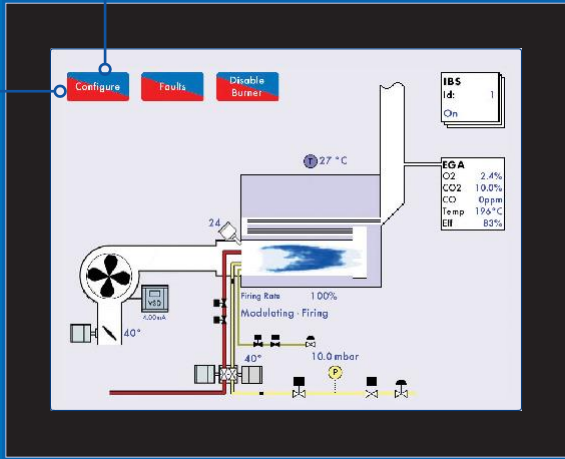 Configure
Faults
Disable
Burner
IBS
Id: 1
On
T 27 °C
EGA
O2 2.4%
CO2 10.0%
CO 0ppm
Temp 196°C
Eff 83%
24
VSD
4.00mA
Firing Rate 100%
Modulating - Firing
40°
40°
10.0 mbar
P